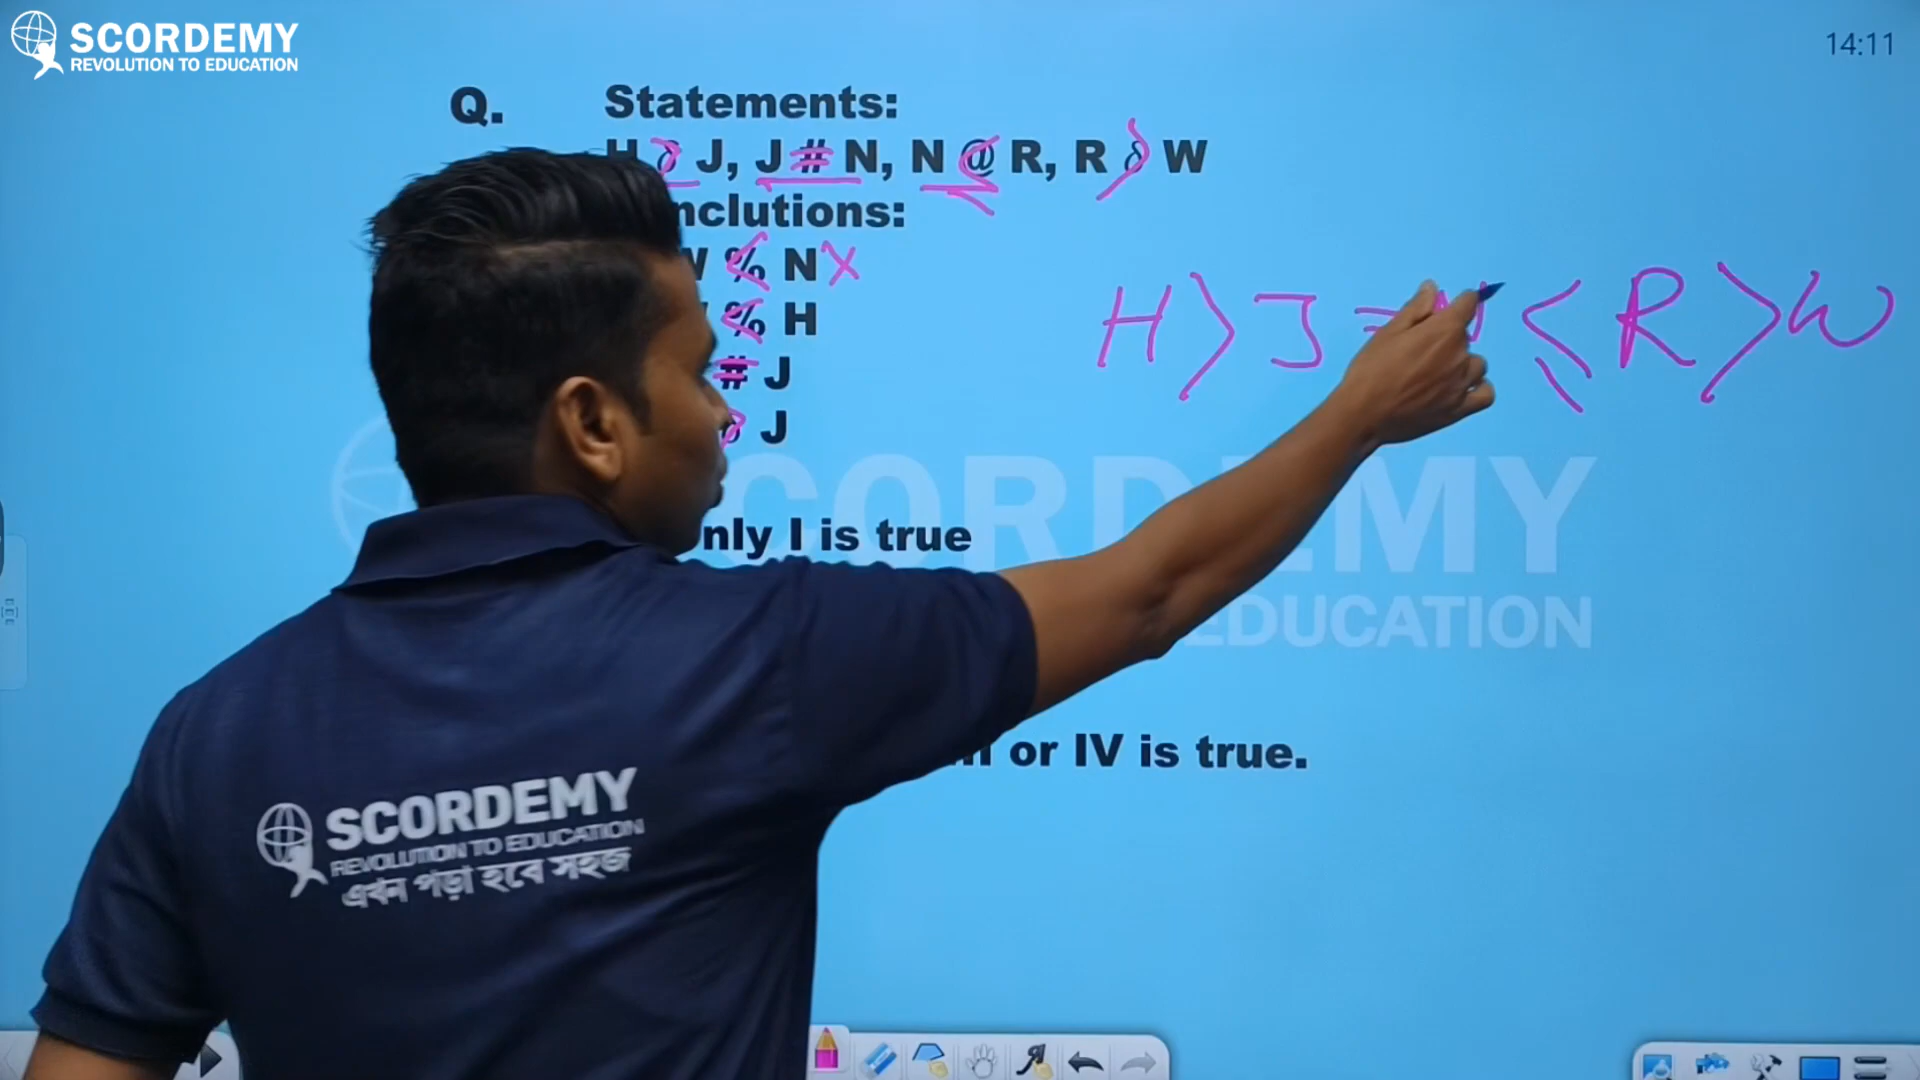 SCORDEMY
REVOLUTION TO EDUCATION
14:11
Q. Statements:
H δ J, J # N, N @ R, R δ W
nclutions:
W % N X
% H
# J
δ J
H > J = N ≤ R > W
nly I is true
or IV is true.
CORDEMY
EDUCATION
SCORDEMY
REVOLUTION TO EDUCATION
এখন পড়া হবে সহজ